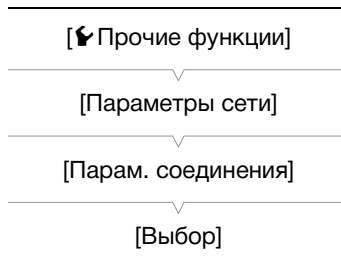 [Прочие функции]
[Параметры сети]
[Парам. соединения]
[Выбор]